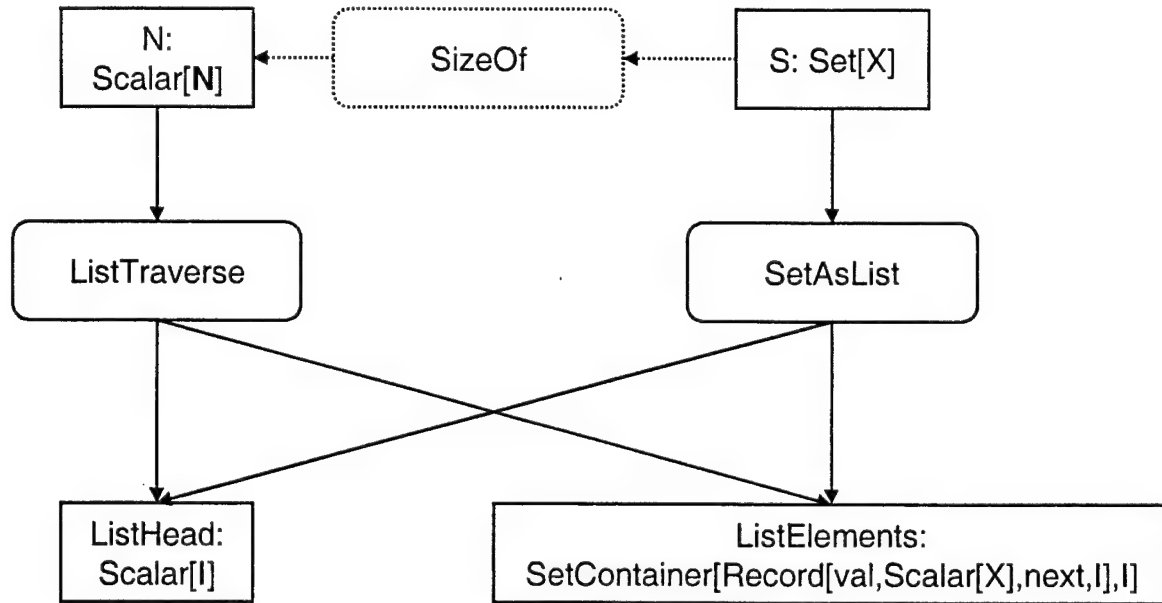 N:
Scalar[N]
SizeOf
S: Set[X]
ListTraverse
SetAsList
ListHead:
Scalar[I]
ListElements:
SetContainer[Record[val,Scalar[X],next,I],I]